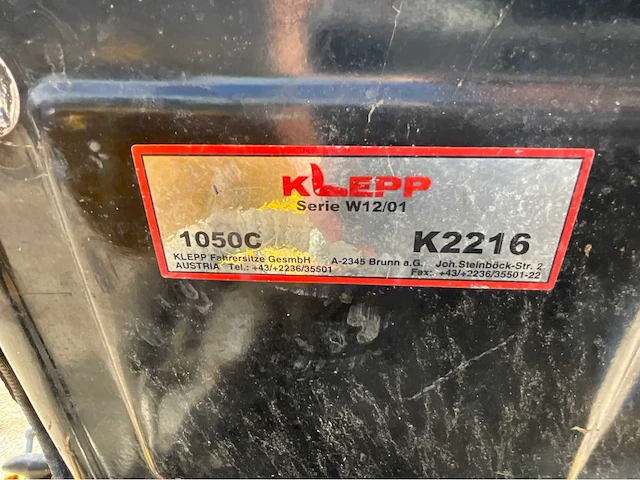 KLEPP
Serie W12/01
1050C K2216
KLEPP Fahrersitze GesmbH A-2345 Brunn a.G. Joh.Steinböck-Str. 2
AUSTRIA Tel.: +43/+2236/35501 Fax: +43/+2236/35501-22